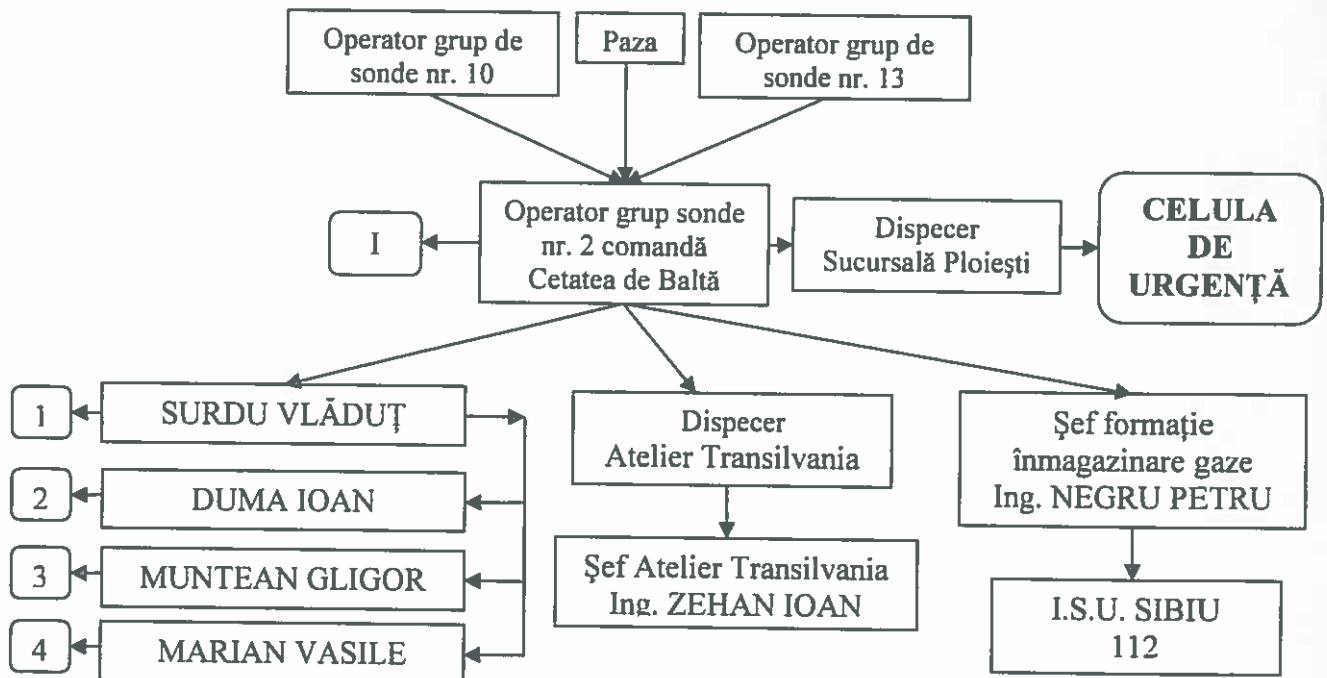 Operator grup de
sonde nr. 10
Paza
Operator grup de
sonde nr. 13
I
Operator grup sonde
nr. 2 comandă
Cetatea de Baltă
Dispecer
Sucursală Ploiești
CELULA
DE
URGENȚĂ
1
SURDU VLĂDUȚ
2
DUMA IOAN
3
MUNTEAN GLIGOR
4
MARIAN VASILE
Dispecer
Atelier Transilvania
Şef Atelier Transilvania
Ing. ZEHAN IOAN
Şef formație
înmagazinare gaze
Ing. NEGRU PETRU
I.S.U. SIBIU
112